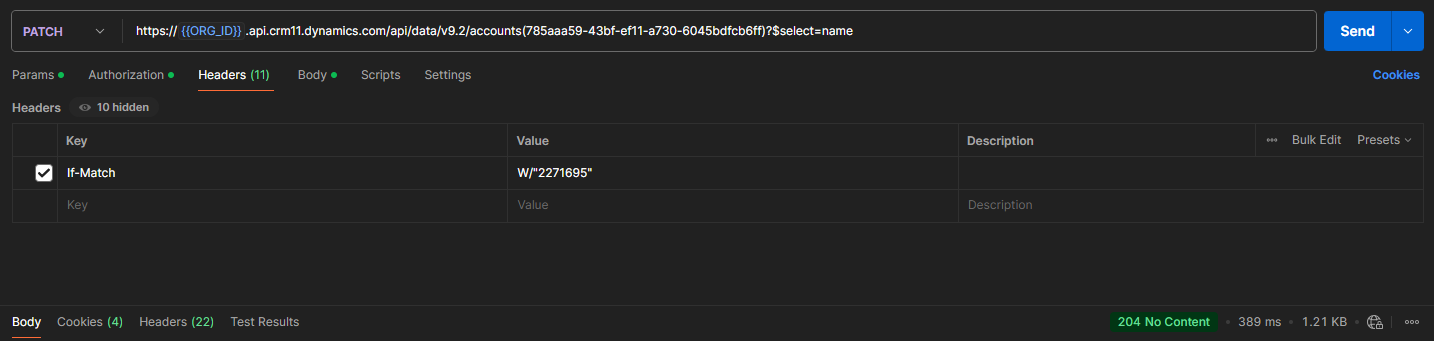 PATCH https:// {{ORG_ID}} .api.crm11.dynamics.com/api/data/v9.2/accounts(785aaa59-43bf-ef11-a730-6045bdfcb6ff)?$select=name Send
Params Authorization Headers (11) Body Scripts Settings Cookies
Headers 10 hidden
Key Value Description Bulk Edit Presets
If-Match W/"2271695"
Key Value Description
Body Cookies (4) Headers (22) Test Results 204 No Content 389 ms 1.21 KB